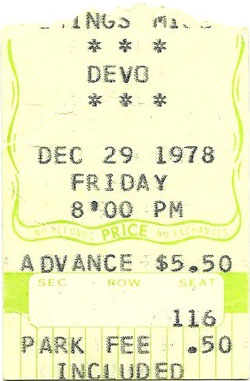 * * *
DEVO
* * *
DEC 29 1978
FRIDAY
8:00 PM
NO REFUNDS PRICE NO EXCHANGES
ADVANCE $5.50
SEC ROW SEAT
116
PARK FEE .50
INCLUDED